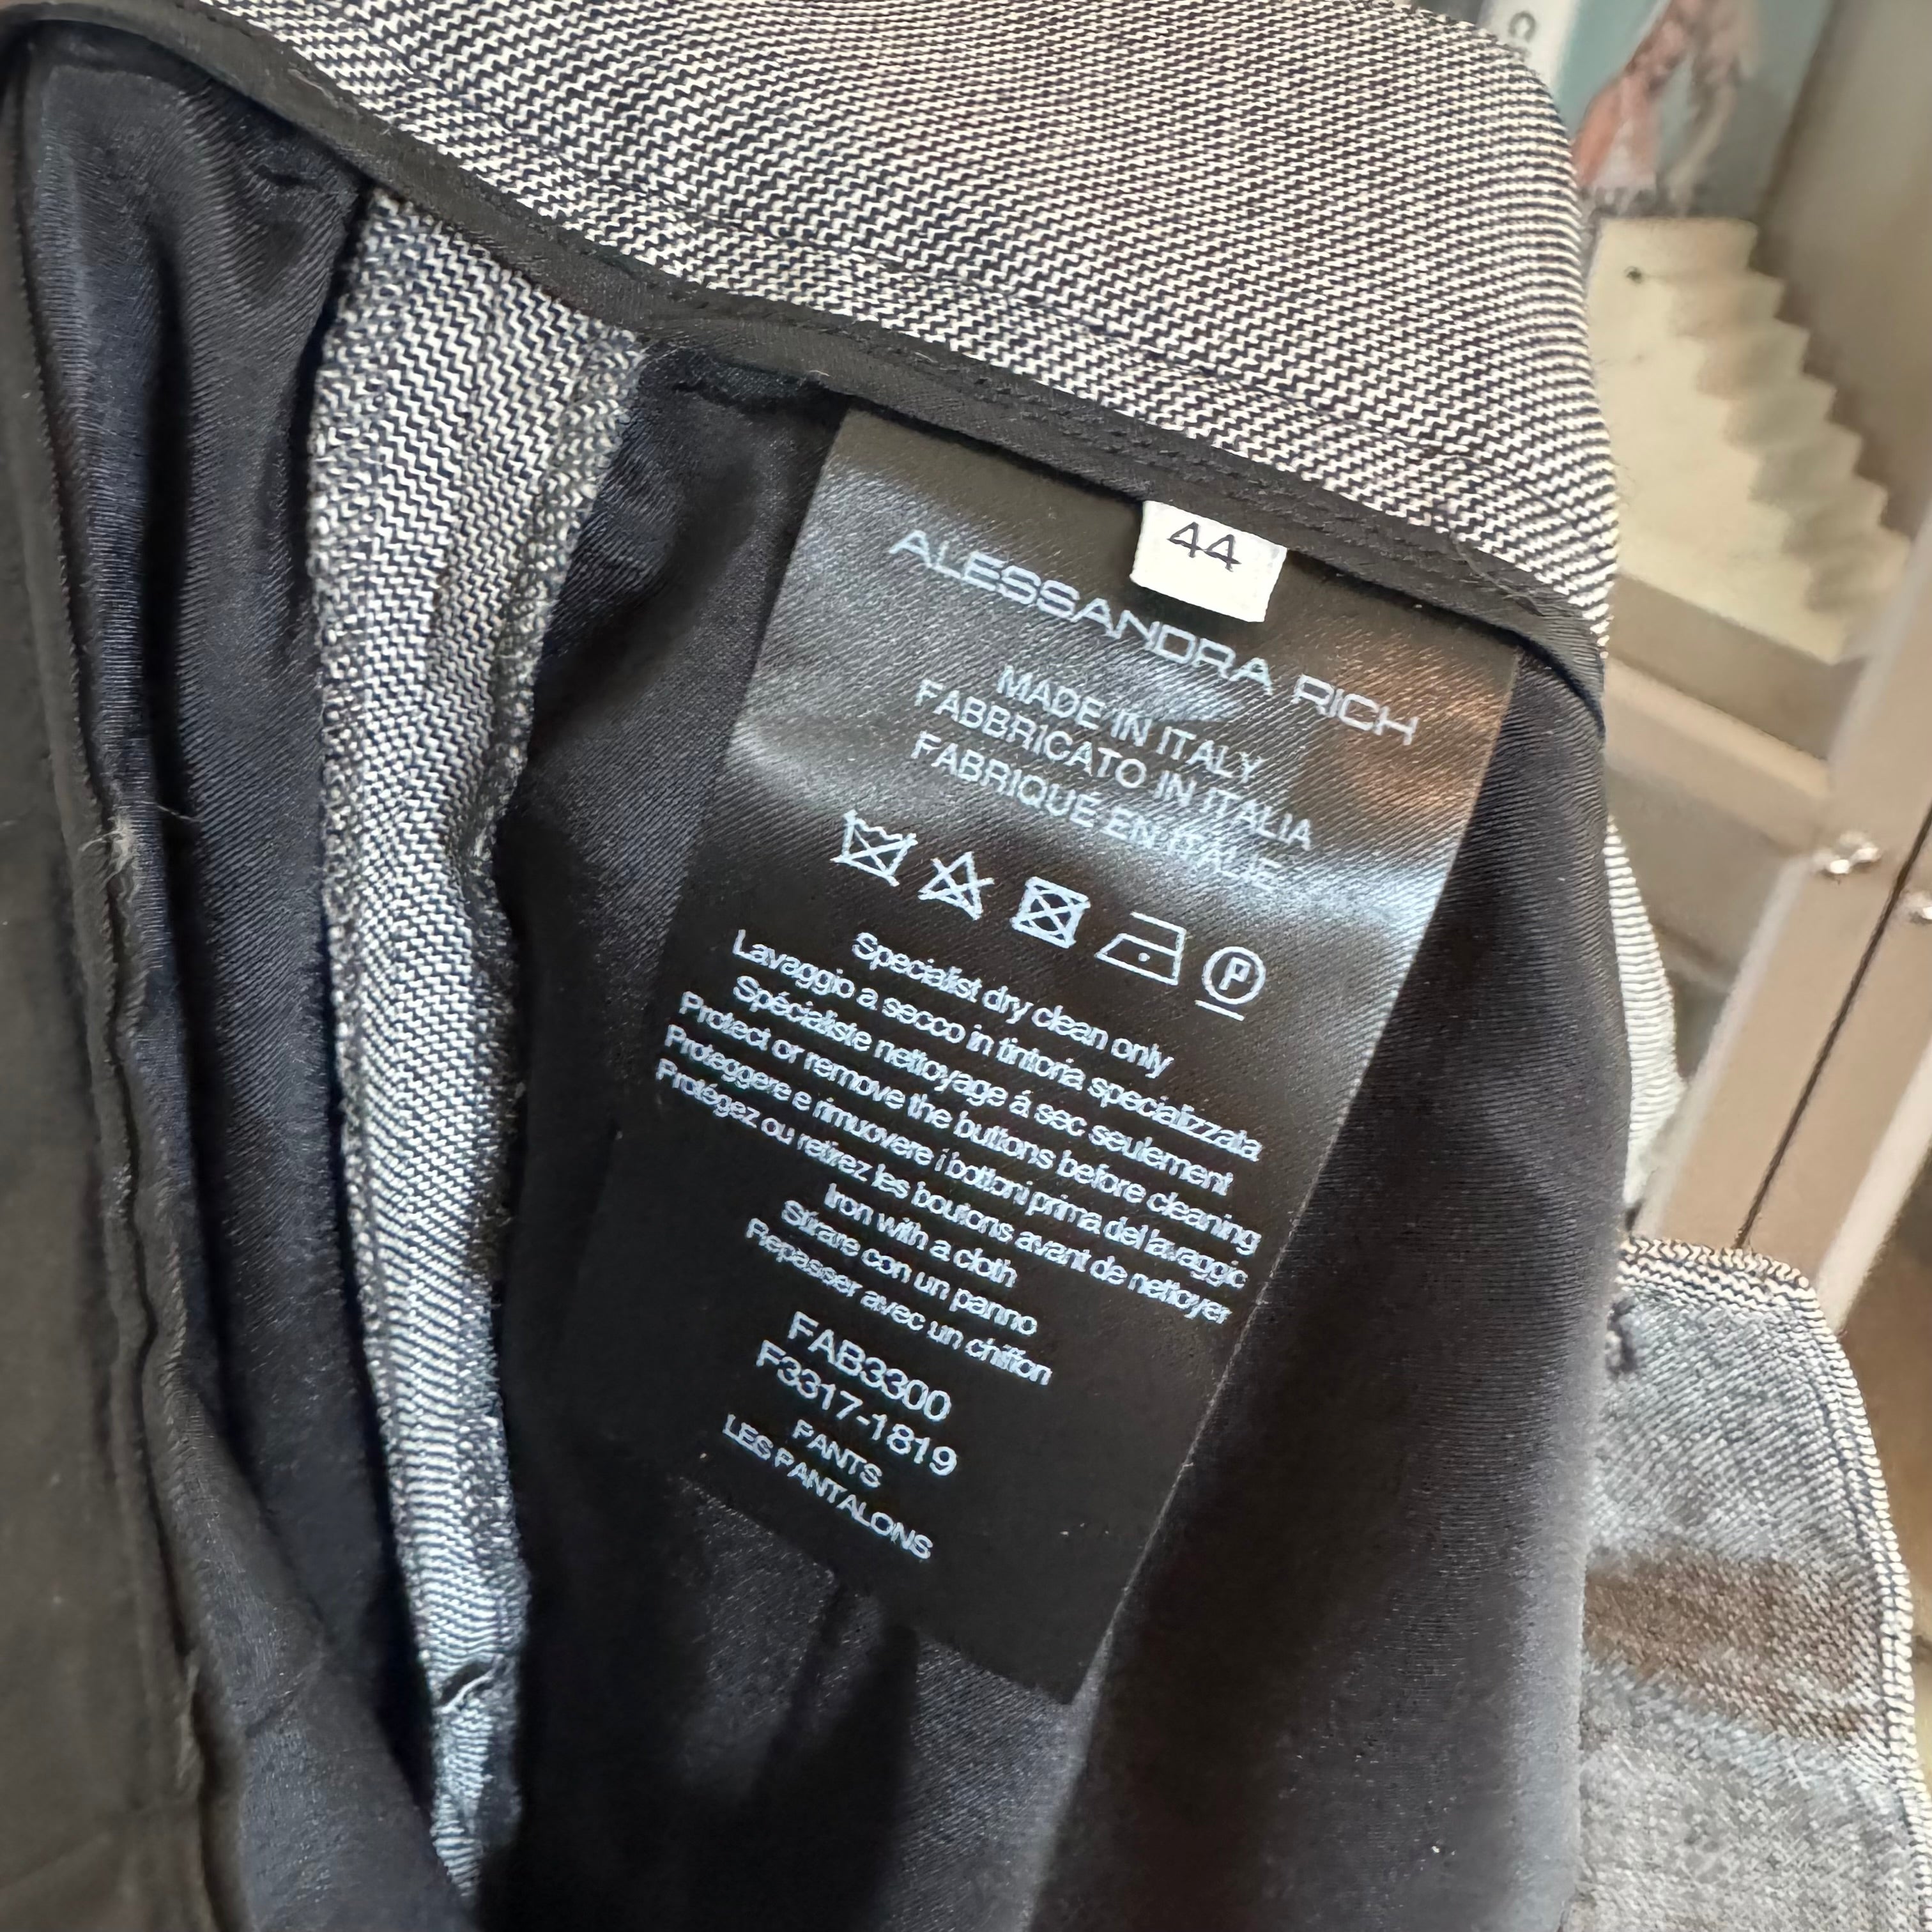 44
ALESSANDRA RICH
MADE IN ITALY
FABBRICATO IN ITALIA
FABRIQUÉ EN ITALIE
P
Specialist dry clean only
Lavaggio a secco in tintoria specializzata
Spécialiste nettoyage á sec seulement
Protect or remove the buttons before cleaning
Proteggere e rimuovere i bottoni prima del lavaggio
Protégez ou retirez les boutons avant de nettoyer
Iron with a cloth
Stirare con un panno
Repasser avec un chiffon
FAB3300
F3317-1819
PANTS
LES PANTALONS